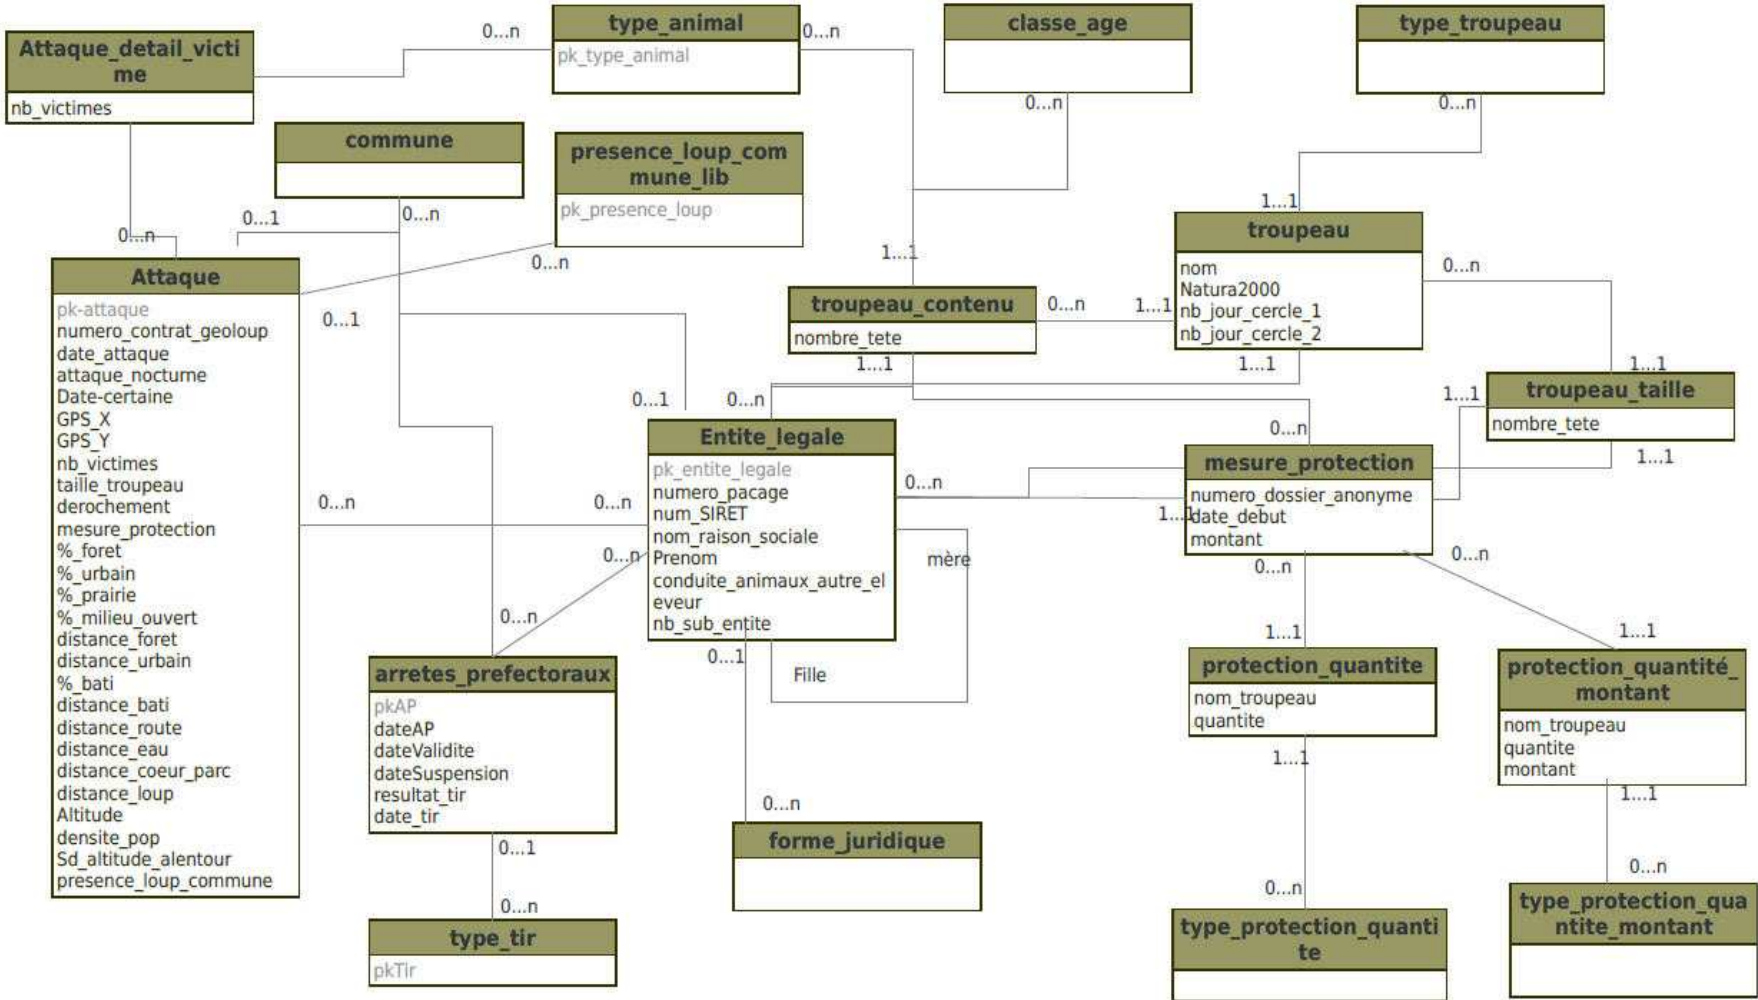 0...n
type_animal
pk_type_animal
0...n
classe_age
0...n
type_troupeau
0...n
Attaque_detail_victi
me
nb_victimes
0...n
commune
0...1
0...n
presence_loup_com
mune_lib
pk_presence_loup
0...n
0...1
1...1
troupeau
nom
Natura2000
nb_jour_cercle_1
nb_jour_cercle_2
0...n
1...1
1...1
troupeau_contenu
nombre_tete
0...n
1...1
1...1
1...1
troupeau_taille
nombre_tete
1...1
1...1
Attaque
pk-attaque
numero_contrat_geoloup
date_attaque
attaque_nocturne
Date-certaine
GPS_X
GPS_Y
nb_victimes
taille_troupeau
derochement
mesure_protection
%_foret
%_urbain
%_prairie
%_milieu_ouvert
distance_foret
distance_urbain
%_bati
distance_bati
distance_route
distance_eau
distance_coeur_parc
distance_loup
Altitude
densite_pop
Sd_altitude_alentour
presence_loup_commune
0...n
0...n
0...1
0...n
Entite_legale
pk_entite_legale
numero_pacage
num_SIRET
nom_raison_sociale
Prenom
conduite_animaux_autre_el
eveur
nb_sub_entite
0...n
0...n
0...n
mère
Fille
0...1
0...n
forme_juridique
arretes_prefectoraux
pkAP
dateAP
dateValidite
dateSuspension
resultat_tir
date_tir
0...1
0...n
type_tir
pkTir
0...n
1...1
mesure_protection
numero_dossier_anonyme
date_debut
montant
0...n
0...n
1...1
protection_quantite
nom_troupeau
quantite
1...1
0...n
type_protection_quanti
te
1...1
protection_quantité_
montant
nom_troupeau
quantite
montant
1...1
0...n
type_protection_qua
ntite_montant